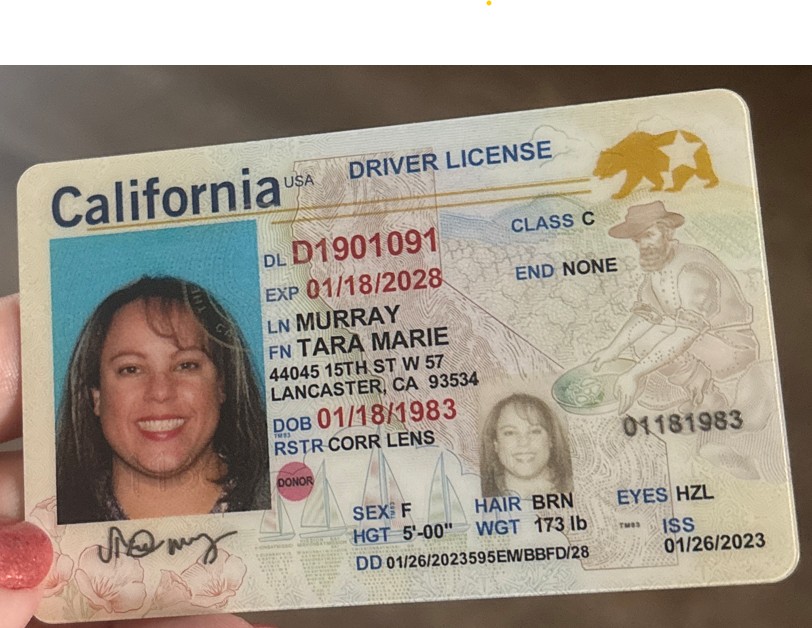 California USA DRIVER LICENSE
CLASS C
DL D1901091
EXP 01/18/2028
END NONE
LN MURRAY
FN TARA MARIE
44045 15TH ST W 57
LANCASTER, CA 93534
DOB 01/18/1983
RSTR CORR LENS
01181983
DONOR
SEX F
HAIR BRN
EYES HZL
HGT 5'-00"
WGT 173 lb
ISS
01/26/2023
DD 01/26/2023595EM/BBFD/28